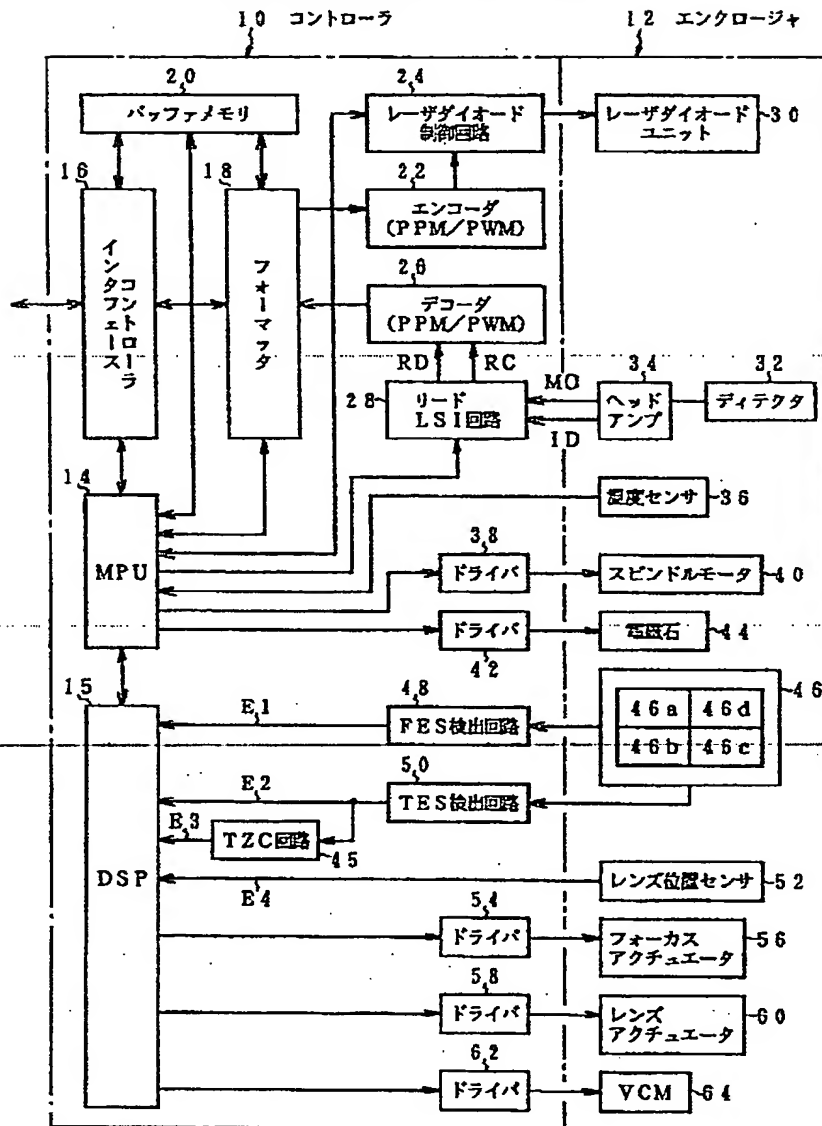 10 コントローラ
12 エンクロージャ
20
バッファメモリ
24
レーザダイオード
制御回路
レーザダイオード
ユニット
30
16
コントローラ
インタフェース
18
フォーマッタ
22
エンコーダ
(PPM/PWM)
26
デコーダ
(PPM/PWM)
RD
RC
28
リード
LSI回路
MO
ID
34
ヘッド
アンプ
32
ディテクタ
14
MPU
温度センサ
36
38
ドライバ
スピンドルモータ
40
ドライバ
42
電磁石
44
15
DSP
E1
48
FES検出回路
46
46a
46d
46b
46c
E2
50
TES検出回路
E3
TZC回路
45
E4
レンズ位置センサ
52
54
ドライバ
フォーカス
アクチュエータ
56
58
ドライバ
レンズ
アクチュエータ
60
62
ドライバ
VCM
64